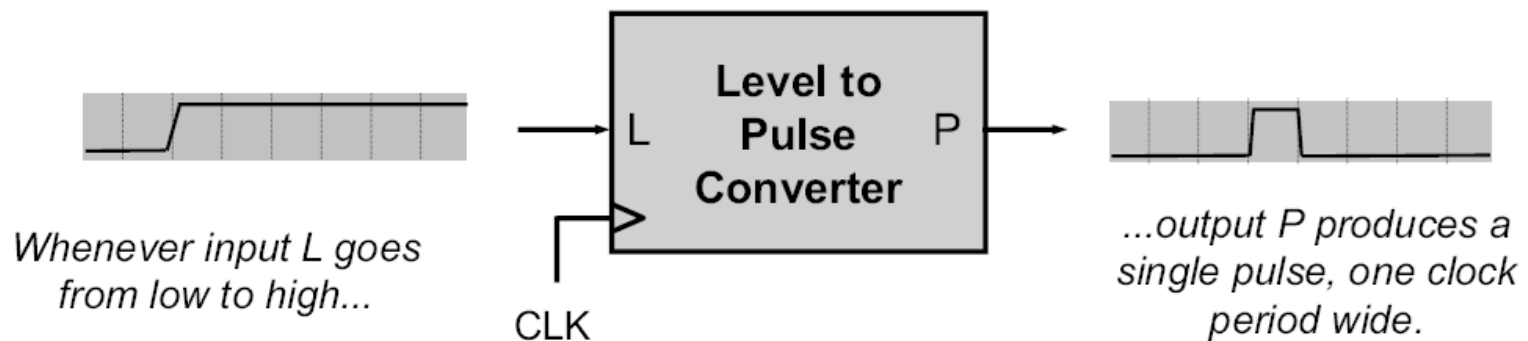 Level to
Pulse
Converter
L
P
CLK
Whenever input L goes
from low to high...
...output P produces a
single pulse, one clock
period wide.